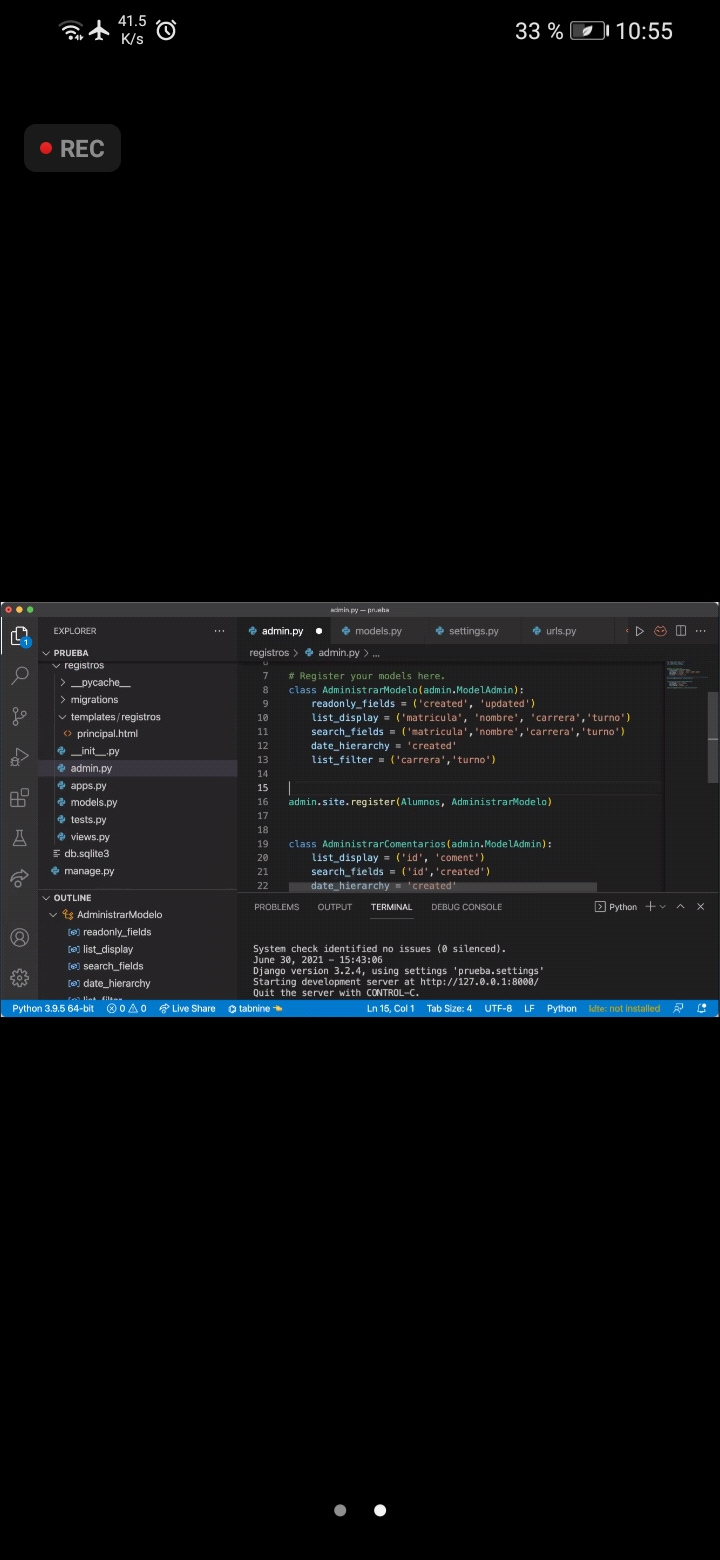 41.5
K/s
33 %
10:55
REC
admin.py — prueba
EXPLORER
PRUEBA
registros
__pycache__
migrations
templates/registros
principal.html
__init__.py
admin.py
apps.py
models.py
tests.py
views.py
db.sqlite3
manage.py
OUTLINE
AdministrarModelo
readonly_fields
list_display
search_fields
date_hierarchy
list_filter
admin.py
models.py
settings.py
urls.py
registros > admin.py > ...
6
7 # Register your models here.
8 class AdministrarModelo(admin.ModelAdmin):
9     readonly_fields = ('created', 'updated')
10     list_display = ('matricula', 'nombre', 'carrera','turno')
11     search_fields = ('matricula','nombre','carrera','turno')
12     date_hierarchy = 'created'
13     list_filter = ('carrera','turno')
14
15
16 admin.site.register(Alumnos, AdministrarModelo)
17
18
19 class AdministrarComentarios(admin.ModelAdmin):
20     list_display = ('id', 'coment')
21     search_fields = ('id','created')
22     date_hierarchy = 'created'
PROBLEMS OUTPUT TERMINAL DEBUG CONSOLE
Python
System check identified no issues (0 silenced).
June 30, 2021 - 15:43:06
Django version 3.2.4, using settings 'prueba.settings'
Starting development server at http://127.0.0.1:8000/
Quit the server with CONTROL-C.
Python 3.9.5 64-bit 0 0 Live Share tabnine Ln 15, Col 1 Tab Size: 4 UTF-8 LF Python kite: not installed